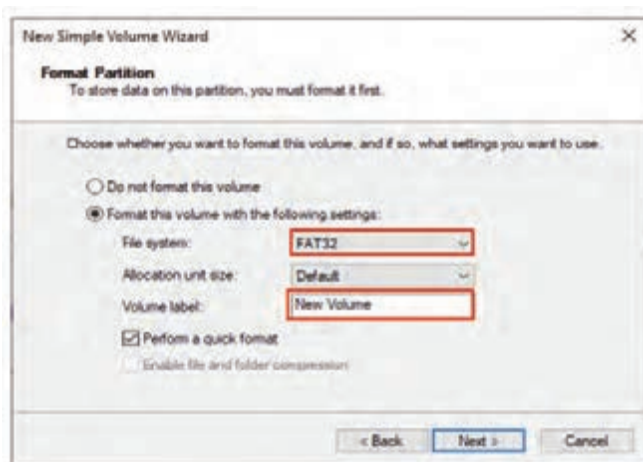 New Simple Volume Wizard
Format Partition
To store data on this partition, you must format it first.
Choose whether you want to format this volume, and if so, what settings you want to use.
Do not format this volume
Format this volume with the following settings:
File system: FAT32
Allocation unit size: Default
Volume label: New Volume
Perform a quick format
Enable file and folder compression
< Back Next > Cancel